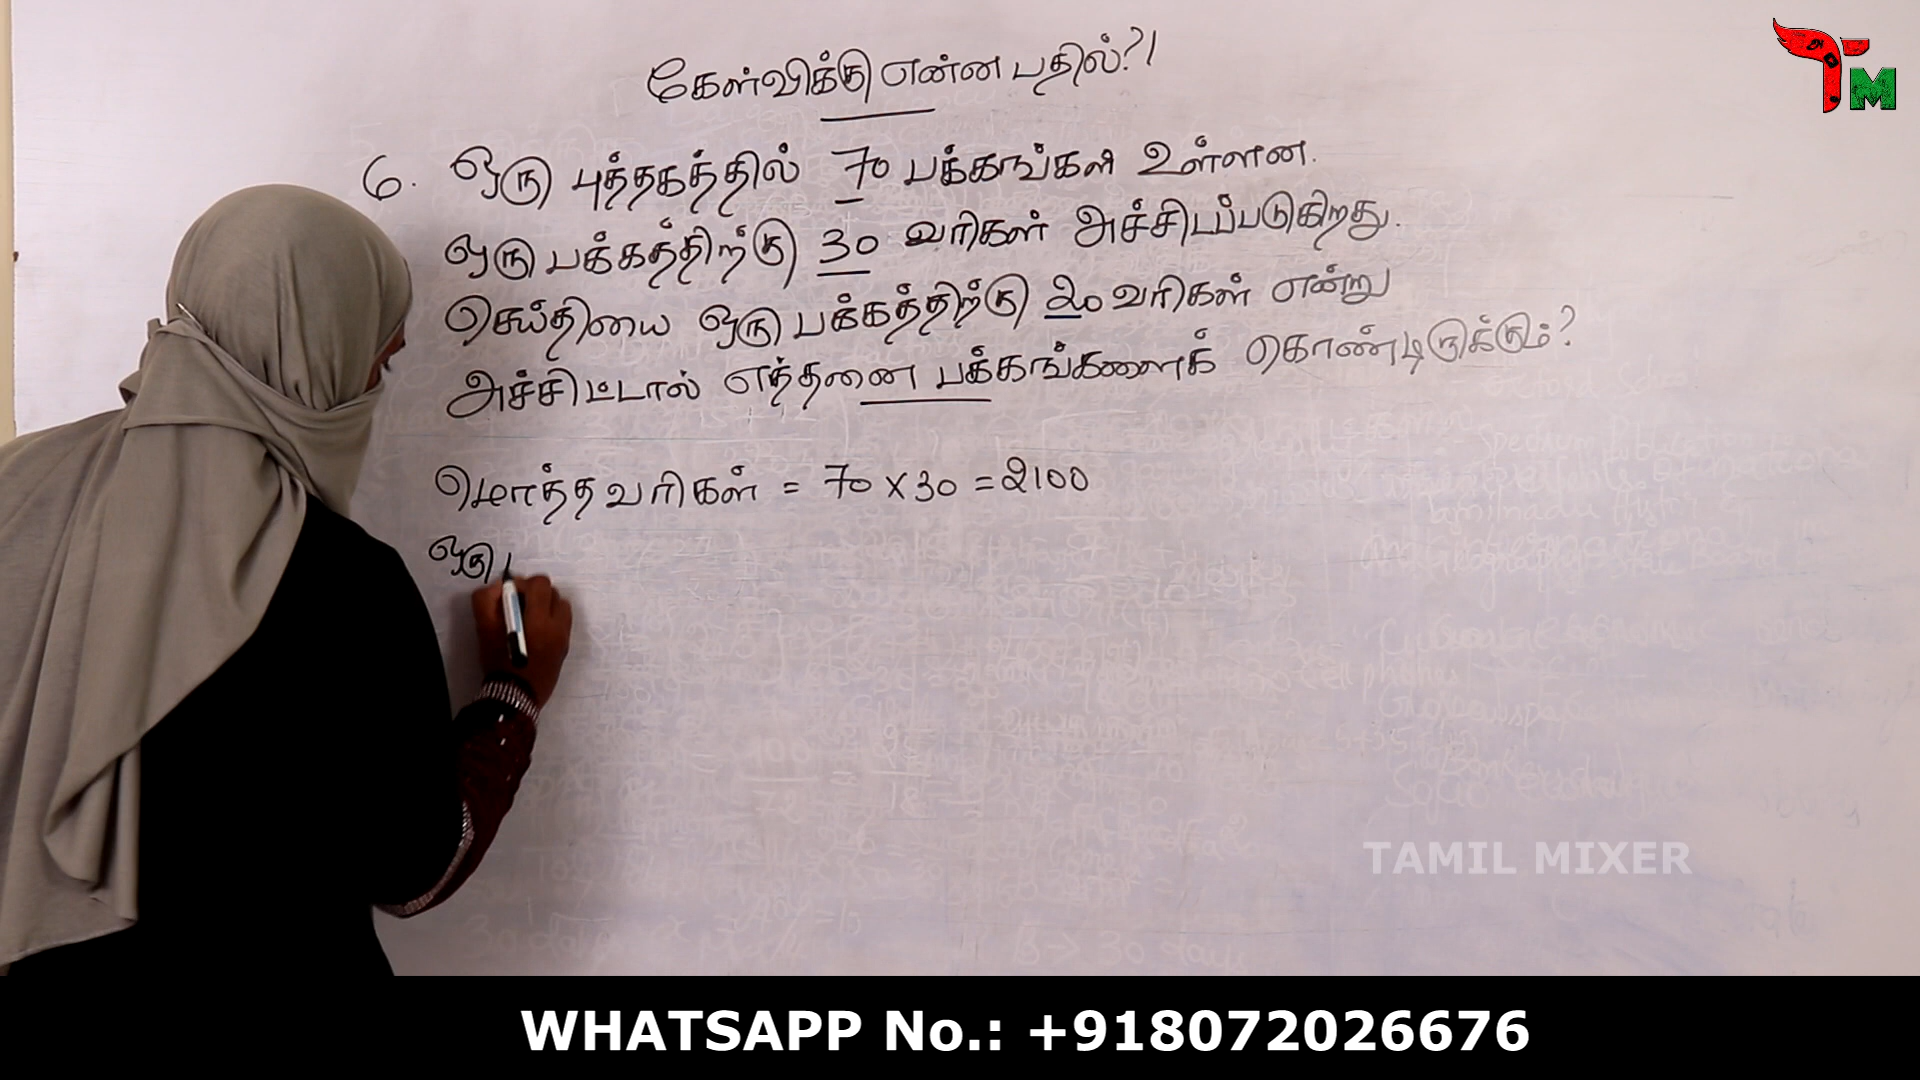 TM
கேள்விக்கு என்ன பதில்?!
6. ஒரு புத்தகத்தில் 70 பக்கங்கள் உள்ளன.
ஒரு பக்கத்திற்கு 30 வரிகள் அச்சிடப்படுகிறது.
செய்தியை ஒரு பக்கத்திற்கு 20 வரிகள் என்று
அச்சிட்டால் எத்தனை பக்கங்களைக் கொண்டிருக்கும்?
மொத்த வரிகள் = 70 x 30 = 2100
ஒரு
TAMIL MIXER
WHATSAPP No.: +918072026676